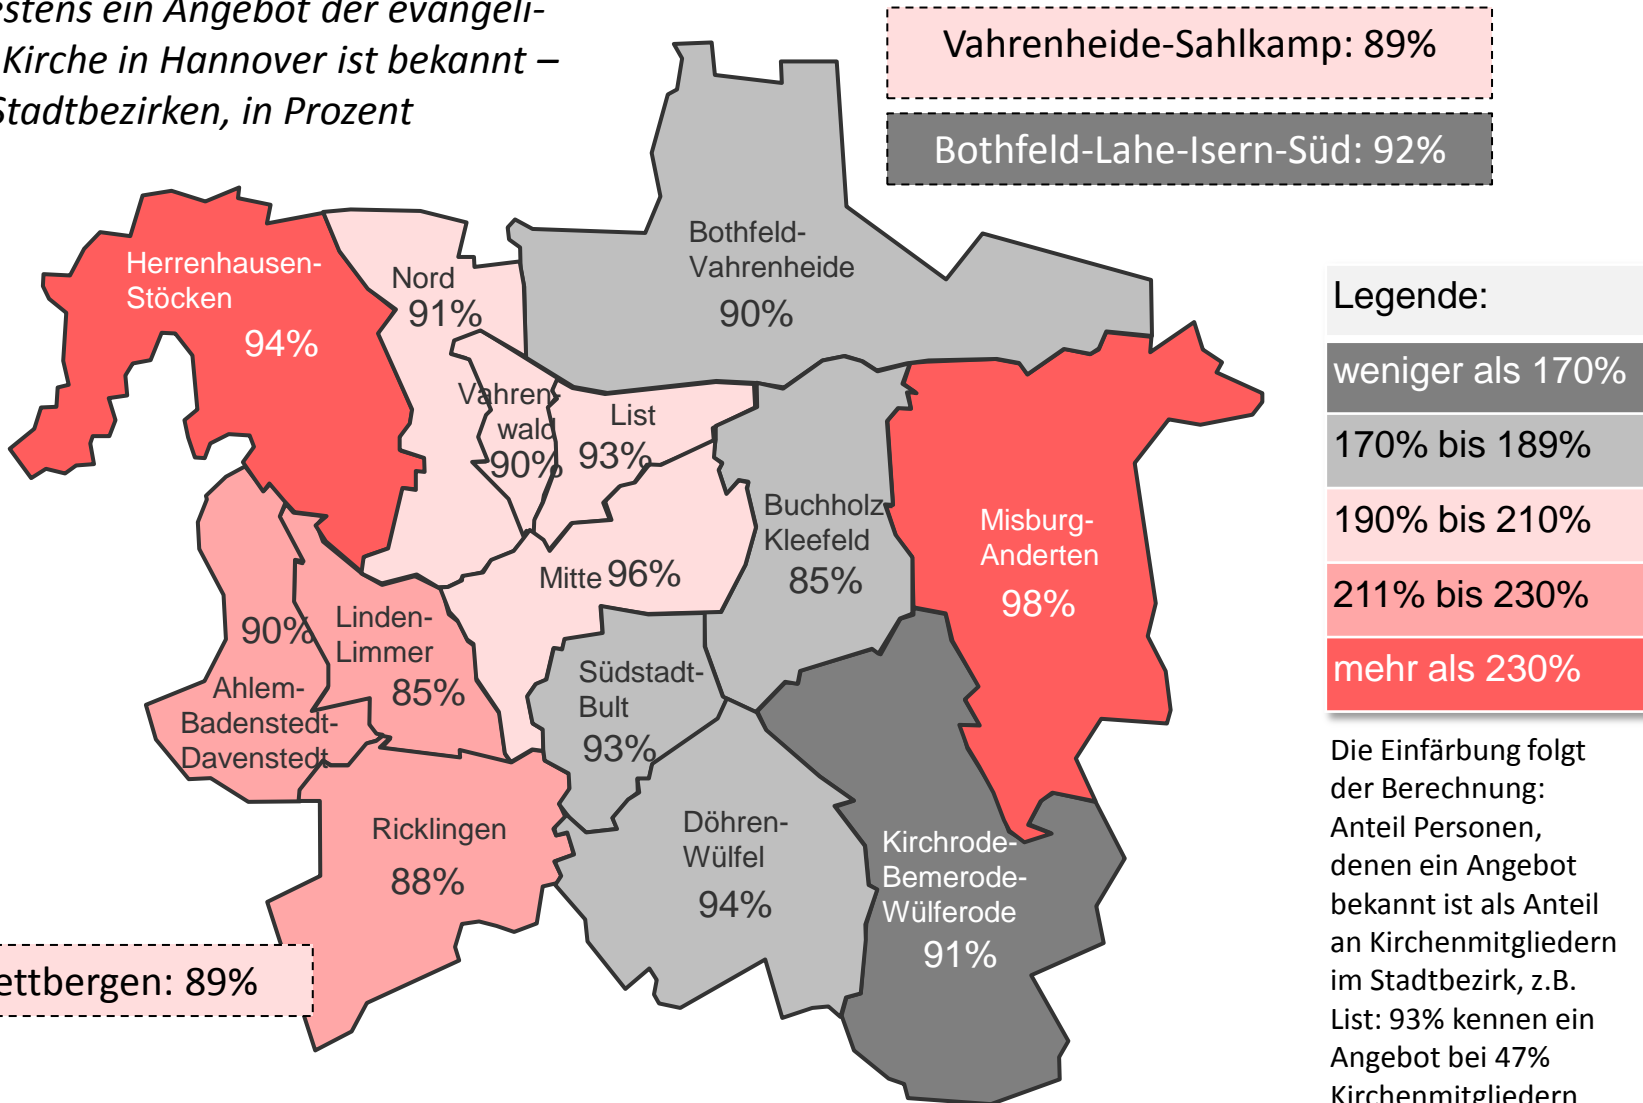 ein Angebot der evangeli-
Kirche in Hannover ist bekannt –
Stadtbezirken, in Prozent
Vahrenheide-Sahlkamp: 89%
Bothfeld-Lahe-Isern-Süd: 92%
Herrenhausen-
Stöcken
94%
Nord
91%
Bothfeld-
Vahrenheide
90%
Vahren-
wald
90%
List
93%
Buchholz
Kleefeld
85%
Misburg-
Anderten
98%
Mitte 96%
90%
Ahlem-
Badenstedt-
Davenstedt
Linden-
Limmer
85%
Südstadt-
Bult
93%
Ricklingen
88%
Döhren-
Wülfel
94%
Kirchrode-
Bemerode-
Wülferode
91%
ettbergen: 89%
Legende:
weniger als 170%
170% bis 189%
190% bis 210%
211% bis 230%
mehr als 230%
Die Einfärbung folgt
der Berechnung:
Anteil Personen,
denen ein Angebot
bekannt ist als Anteil
an Kirchenmitgliedern
im Stadtbezirk, z.B.
List: 93% kennen ein
Angebot bei 47%
Kirchenmitgliedern